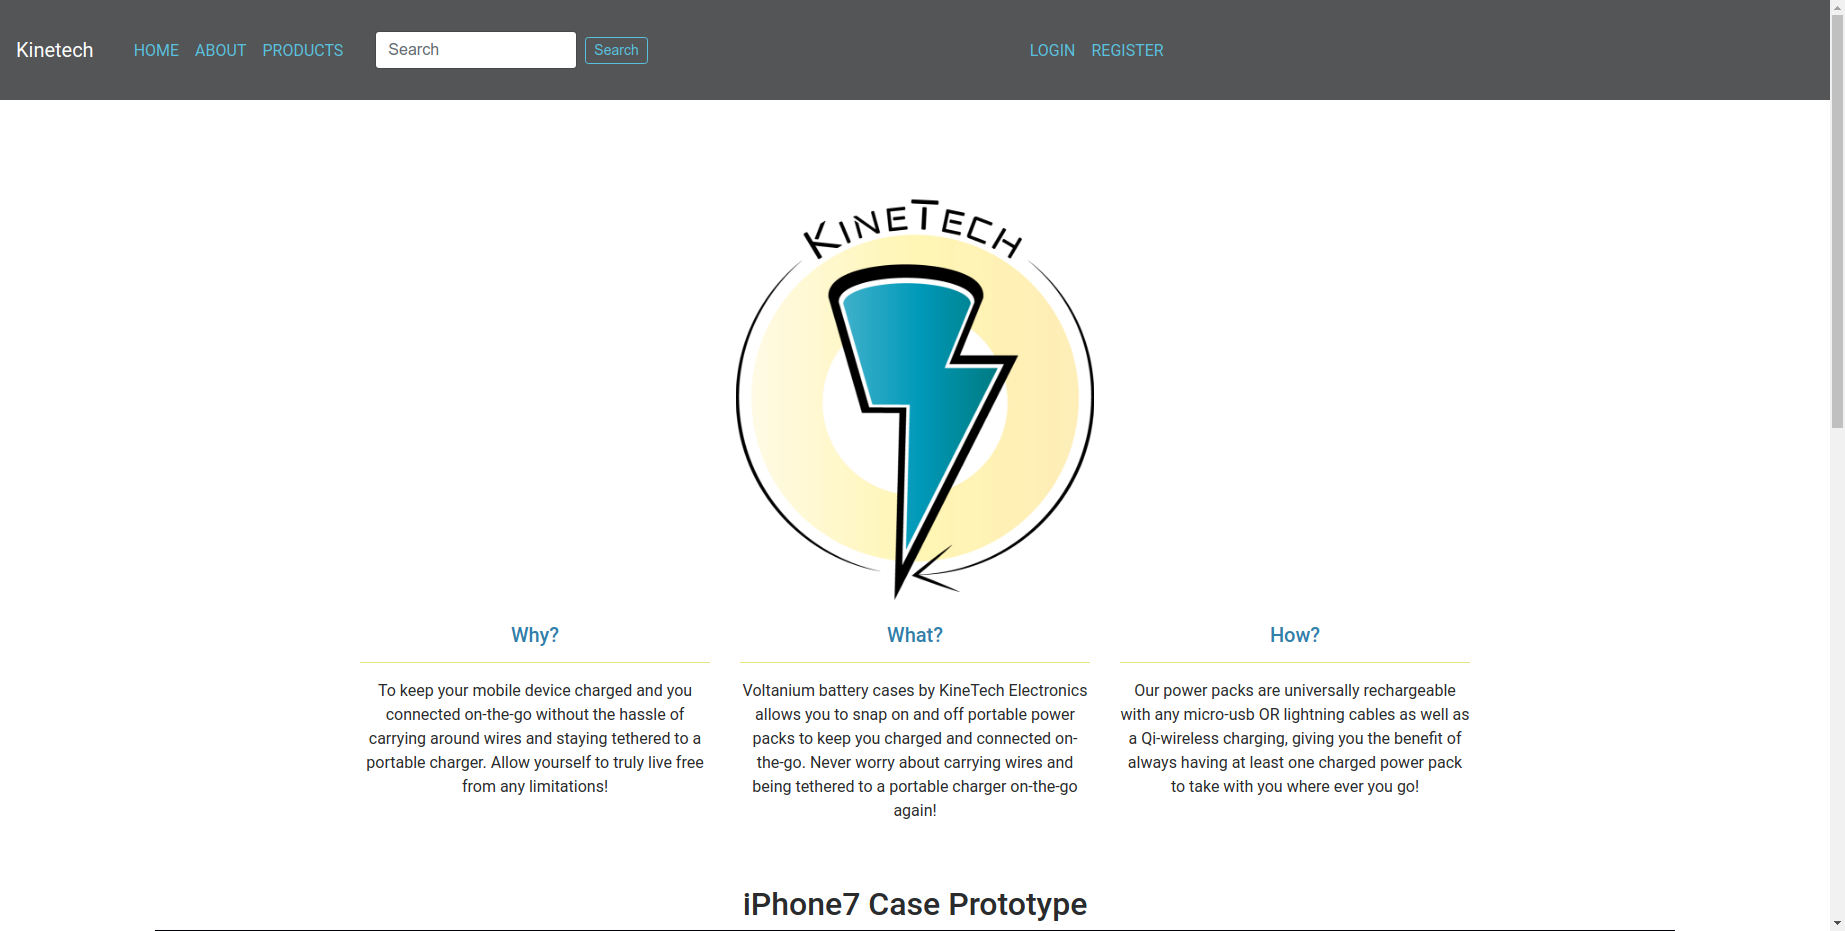 Kinetech HOME ABOUT PRODUCTS Search Search LOGIN REGISTER
KINETECH
Why?
To keep your mobile device charged and you
connected on-the-go without the hassle of
carrying around wires and staying tethered to a
portable charger. Allow yourself to truly live free
from any limitations!
What?
Voltanium battery cases by KineTech Electronics
allows you to snap on and off portable power
packs to keep you charged and connected on-
the-go. Never worry about carrying wires and
being tethered to a portable charger on-the-go
again!
How?
Our power packs are universally rechargeable
with any micro-usb OR lightning cables as well as
a Qi-wireless charging, giving you the benefit of
always having at least one charged power pack
to take with you where ever you go!
iPhone7 Case Prototype